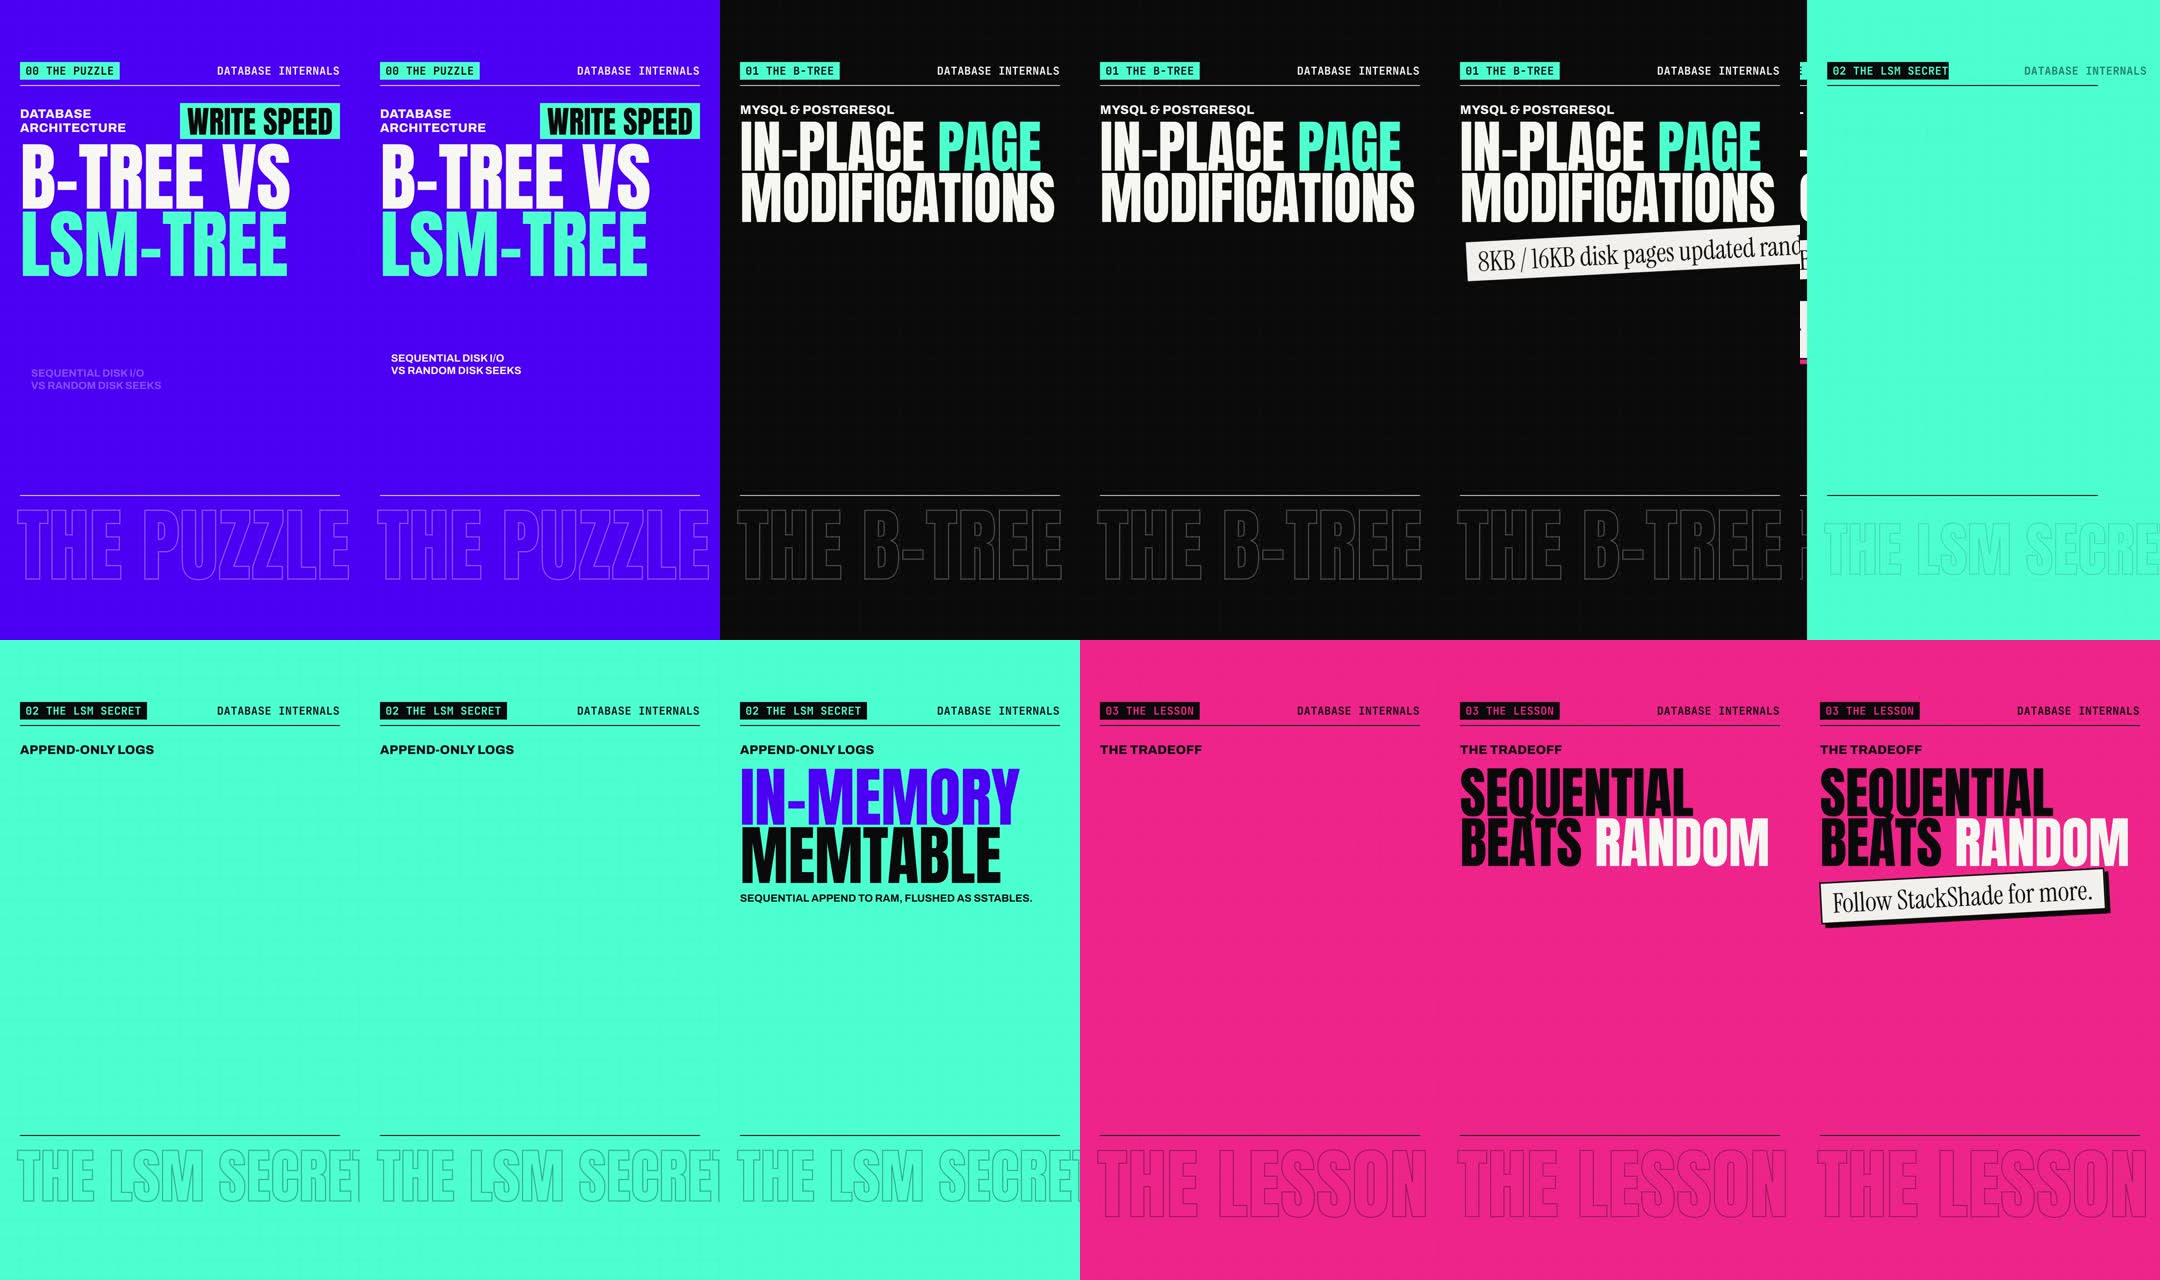 00 THE PUZZLE
DATABASE INTERNALS
DATABASE
ARCHITECTURE
WRITE SPEED
B-TREE VS
LSM-TREE
SEQUENTIAL DISK I/O
VS RANDOM DISK SEEKS
THE PUZZLE
00 THE PUZZLE
DATABASE INTERNALS
DATABASE
ARCHITECTURE
WRITE SPEED
B-TREE VS
LSM-TREE
SEQUENTIAL DISK I/O
VS RANDOM DISK SEEKS
THE PUZZLE
01 THE B-TREE
DATABASE INTERNALS
MYSQL & POSTGRESQL
IN-PLACE PAGE
MODIFICATIONS
THE B-TREE
01 THE B-TREE
DATABASE INTERNALS
MYSQL & POSTGRESQL
IN-PLACE PAGE
MODIFICATIONS
THE B-TREE
01 THE B-TREE
DATABASE INTERNALS
MYSQL & POSTGRESQL
IN-PLACE PAGE
MODIFICATIONS
8KB / 16KB disk pages updated rand
THE B-TREE
02 THE LSM SECRET
DATABASE INTERNALS
THE LSM SECRE
02 THE LSM SECRET
DATABASE INTERNALS
APPEND-ONLY LOGS
THE LSM SECRET
02 THE LSM SECRET
DATABASE INTERNALS
APPEND-ONLY LOGS
THE LSM SECRET
02 THE LSM SECRET
DATABASE INTERNALS
APPEND-ONLY LOGS
IN-MEMORY
MEMTABLE
SEQUENTIAL APPEND TO RAM, FLUSHED AS SSTABLES.
THE LSM SECRET
03 THE LESSON
DATABASE INTERNALS
THE TRADEOFF
THE LESSON
03 THE LESSON
DATABASE INTERNALS
THE TRADEOFF
SEQUENTIAL
BEATS RANDOM
THE LESSON
03 THE LESSON
DATABASE INTERNALS
THE TRADEOFF
SEQUENTIAL
BEATS RANDOM
Follow StackShade for more.
THE LESSON